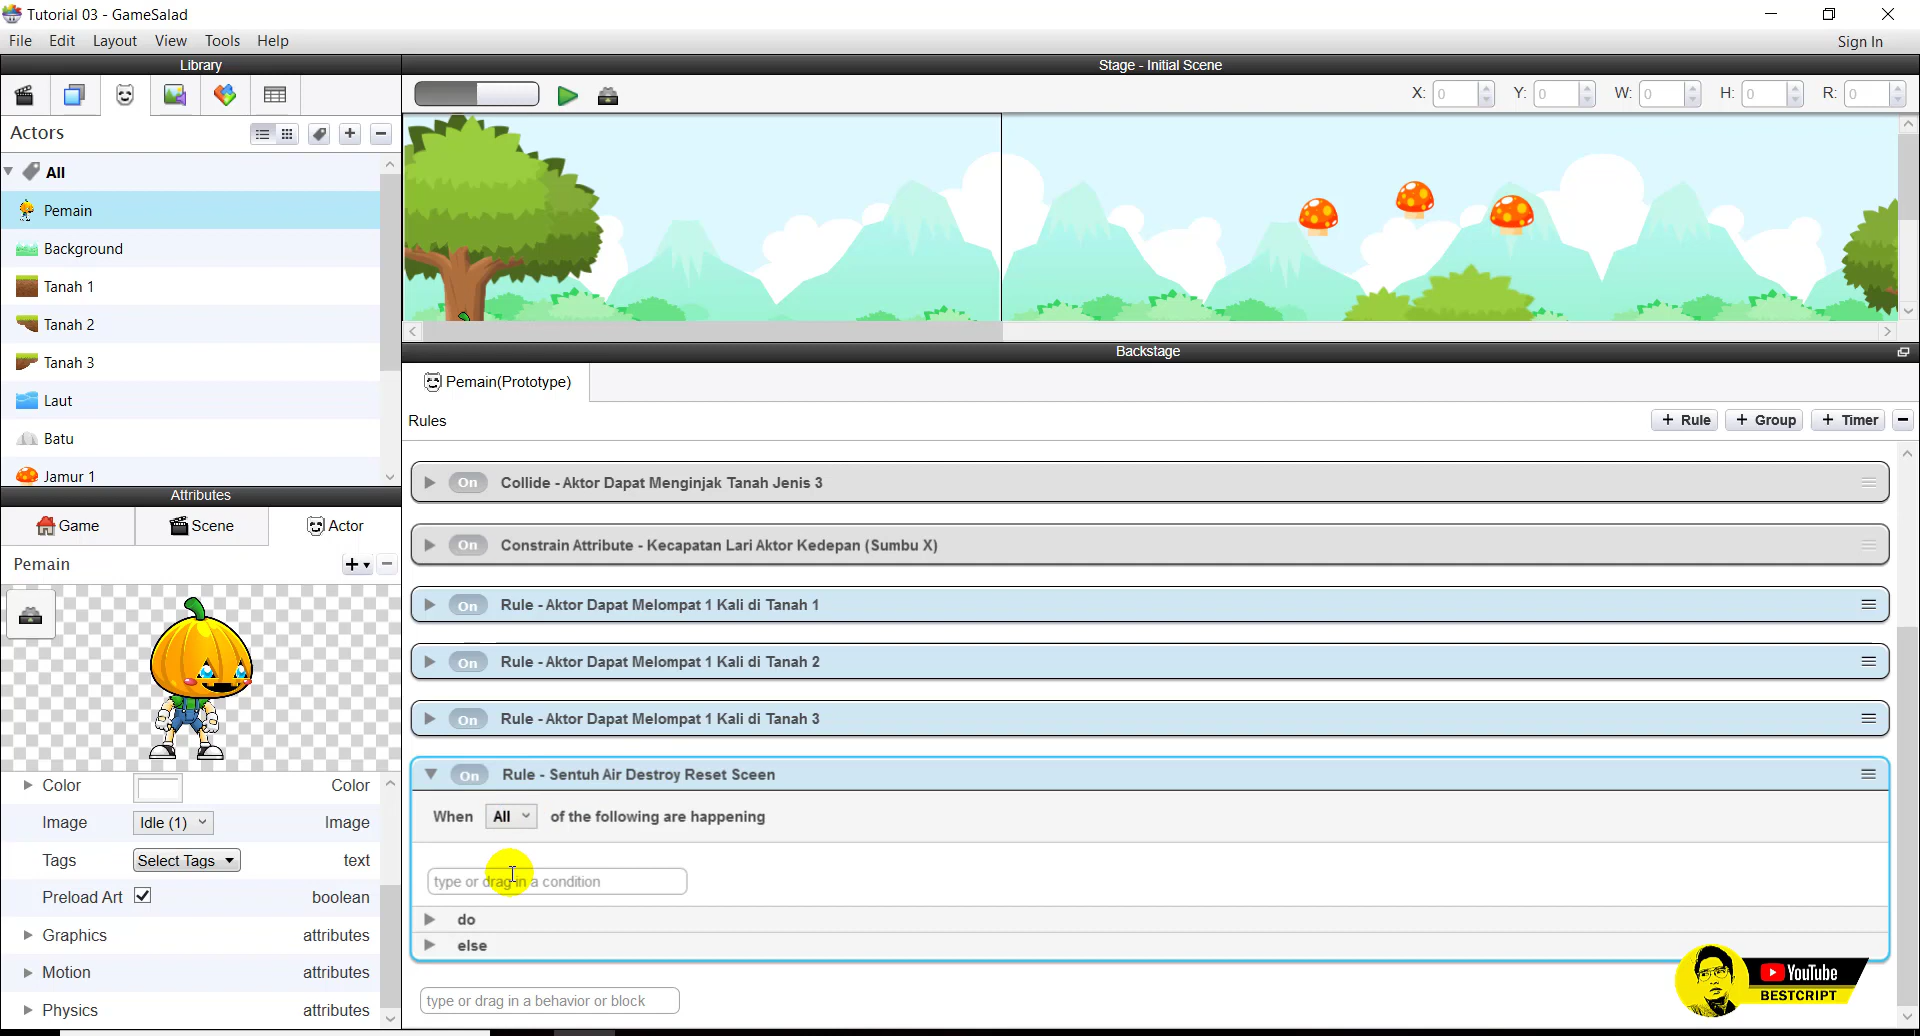 Tutorial 03 - GameSalad
File Edit Layout View Tools Help
Sign In
Library
Stage - Initial Scene
X: 0 Y: 0 W: 0 H: 0 R: 0
Actors
All
Pemain
Background
Tanah 1
Tanah 2
Tanah 3
Laut
Batu
Jamur 1
Backstage
Pemain(Prototype)
Rules
+ Rule + Group + Timer
On Collide - Aktor Dapat Menginjak Tanah Jenis 3
On Constrain Attribute - Kecapatan Lari Aktor Kedepan (Sumbu X)
On Rule - Aktor Dapat Melompat 1 Kali di Tanah 1
On Rule - Aktor Dapat Melompat 1 Kali di Tanah 2
On Rule - Aktor Dapat Melompat 1 Kali di Tanah 3
On Rule - Sentuh Air Destroy Reset Sceen
When All of the following are happening
type or drag in a condition
do
else
type or drag in a behavior or block
Attributes
Game Scene Actor
Pemain
Color Color
Image Idle (1) Image
Tags Select Tags text
Preload Art boolean
Graphics attributes
Motion attributes
Physics attributes
YouTube
BESTCRIPT